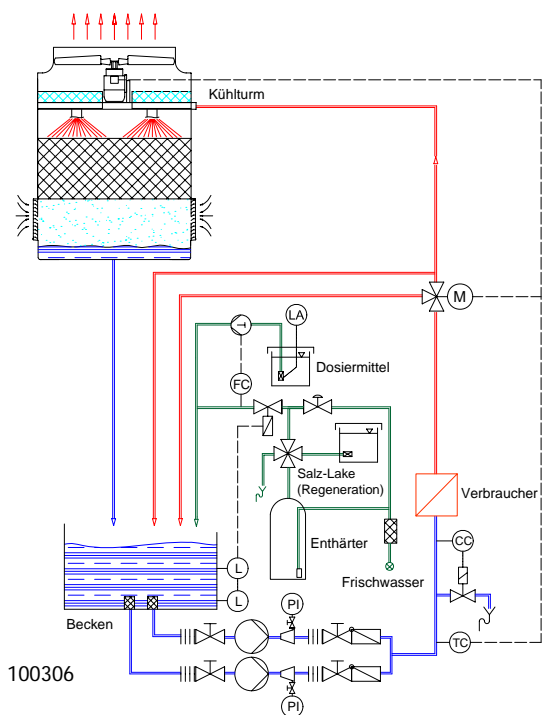 Kühlturm
M
LA
T
Dosiermittel
FC
Salz-Lake
(Regeneration)
Verbraucher
Enthärter
CC
Frischwasser
L
L
Becken
PI
TC
100306
PI